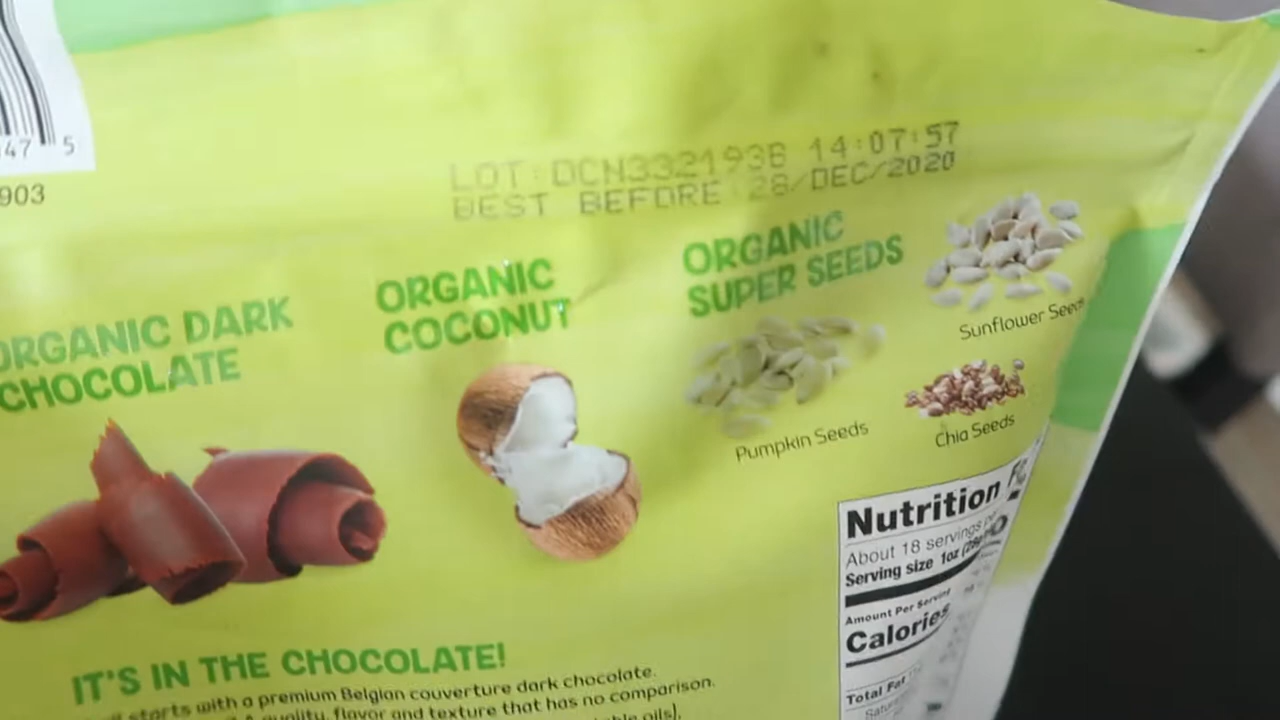 47 5
903
LOT:DCN332193B 14:07:57
BEST BEFORE 28/DEC/2020
ORGANIC DARK
CHOCOLATE
ORGANIC
COCONUT
ORGANIC
SUPER SEEDS
Sunflower Seeds
Pumpkin Seeds
Chia Seeds
Nutrition
About 18 servings
Serving size 1oz
Amount Per Serving
Calories
Total Fat
IT'S IN THE CHOCOLATE!
starts with a premium Belgian couverture dark chocolate.
quality, flavor and texture that has no comparison.
oils),